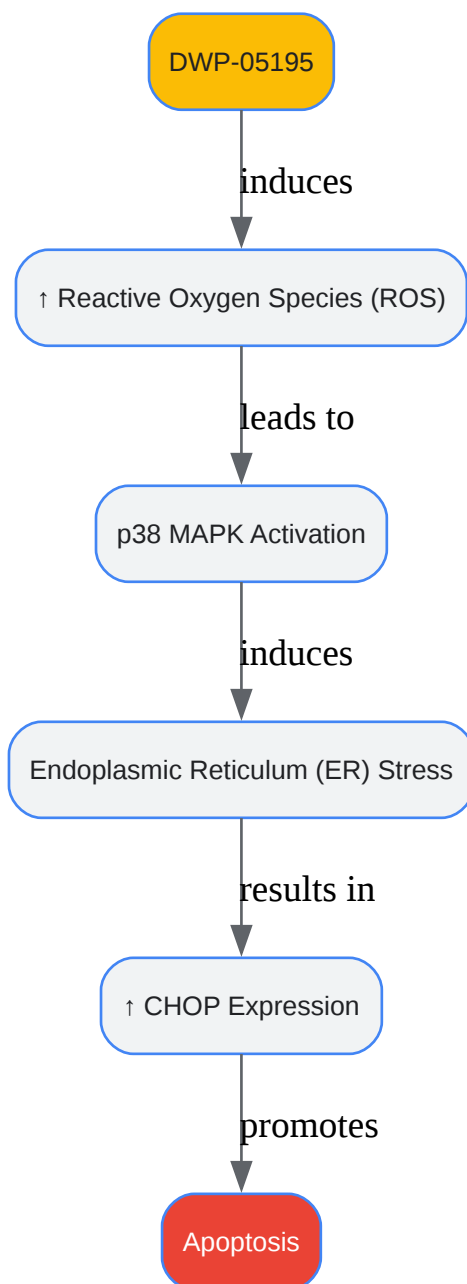 DWP-05195
induces
↑ Reactive Oxygen Species (ROS)
leads to
p38 MAPK Activation
induces
Endoplasmic Reticulum (ER) Stress
results in
↑ CHOP Expression
promotes
Apoptosis